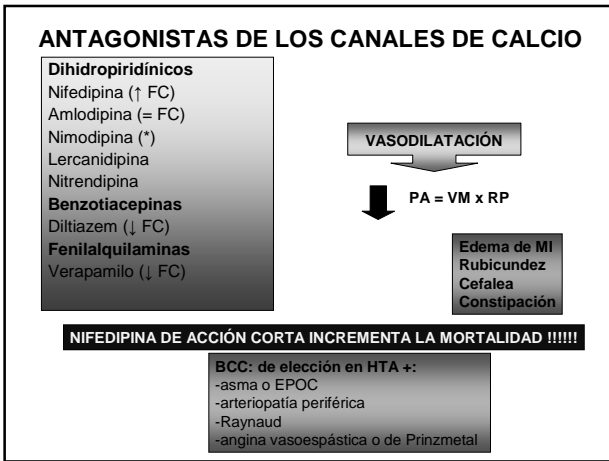 ANTAGONISTAS DE LOS CANALES DE CALCIO
Dihidropiridínicos
Nifedipina (↑ FC)
Amlodipina (= FC)
Nimodipina (*)
Lercanidipina
Nitrendipina
Benzotiacepinas
Diltiazem (↓ FC)
Fenilalquilaminas
Verapamilo (↓ FC)
VASODILATACIÓN
PA = VM x RP
Edema de MI
Rubicundez
Cefalea
Constipación
NIFEDIPINA DE ACCIÓN CORTA INCREMENTA LA MORTALIDAD !!!!!!
BCC: de elección en HTA +:
-asma o EPOC
-arteriopatía periférica
-Raynaud
-angina vasoespástica o de Prinzmetal